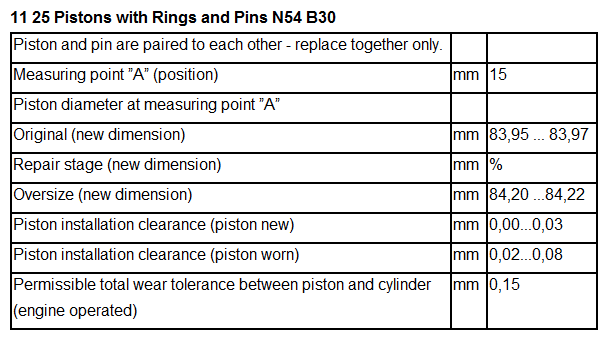 11 25 Pistons with Rings and Pins N54 B30
Piston and pin are paired to each other - replace together only.
Measuring point ”A” (position) mm 15
Piston diameter at measuring point ”A”
Original (new dimension) mm 83,95 ... 83,97
Repair stage (new dimension) mm %
Oversize (new dimension) mm 84,20 ...84,22
Piston installation clearance (piston new) mm 0,00...0,03
Piston installation clearance (piston worn) mm 0,02...0,08
Permissible total wear tolerance between piston and cylinder mm 0,15
(engine operated)